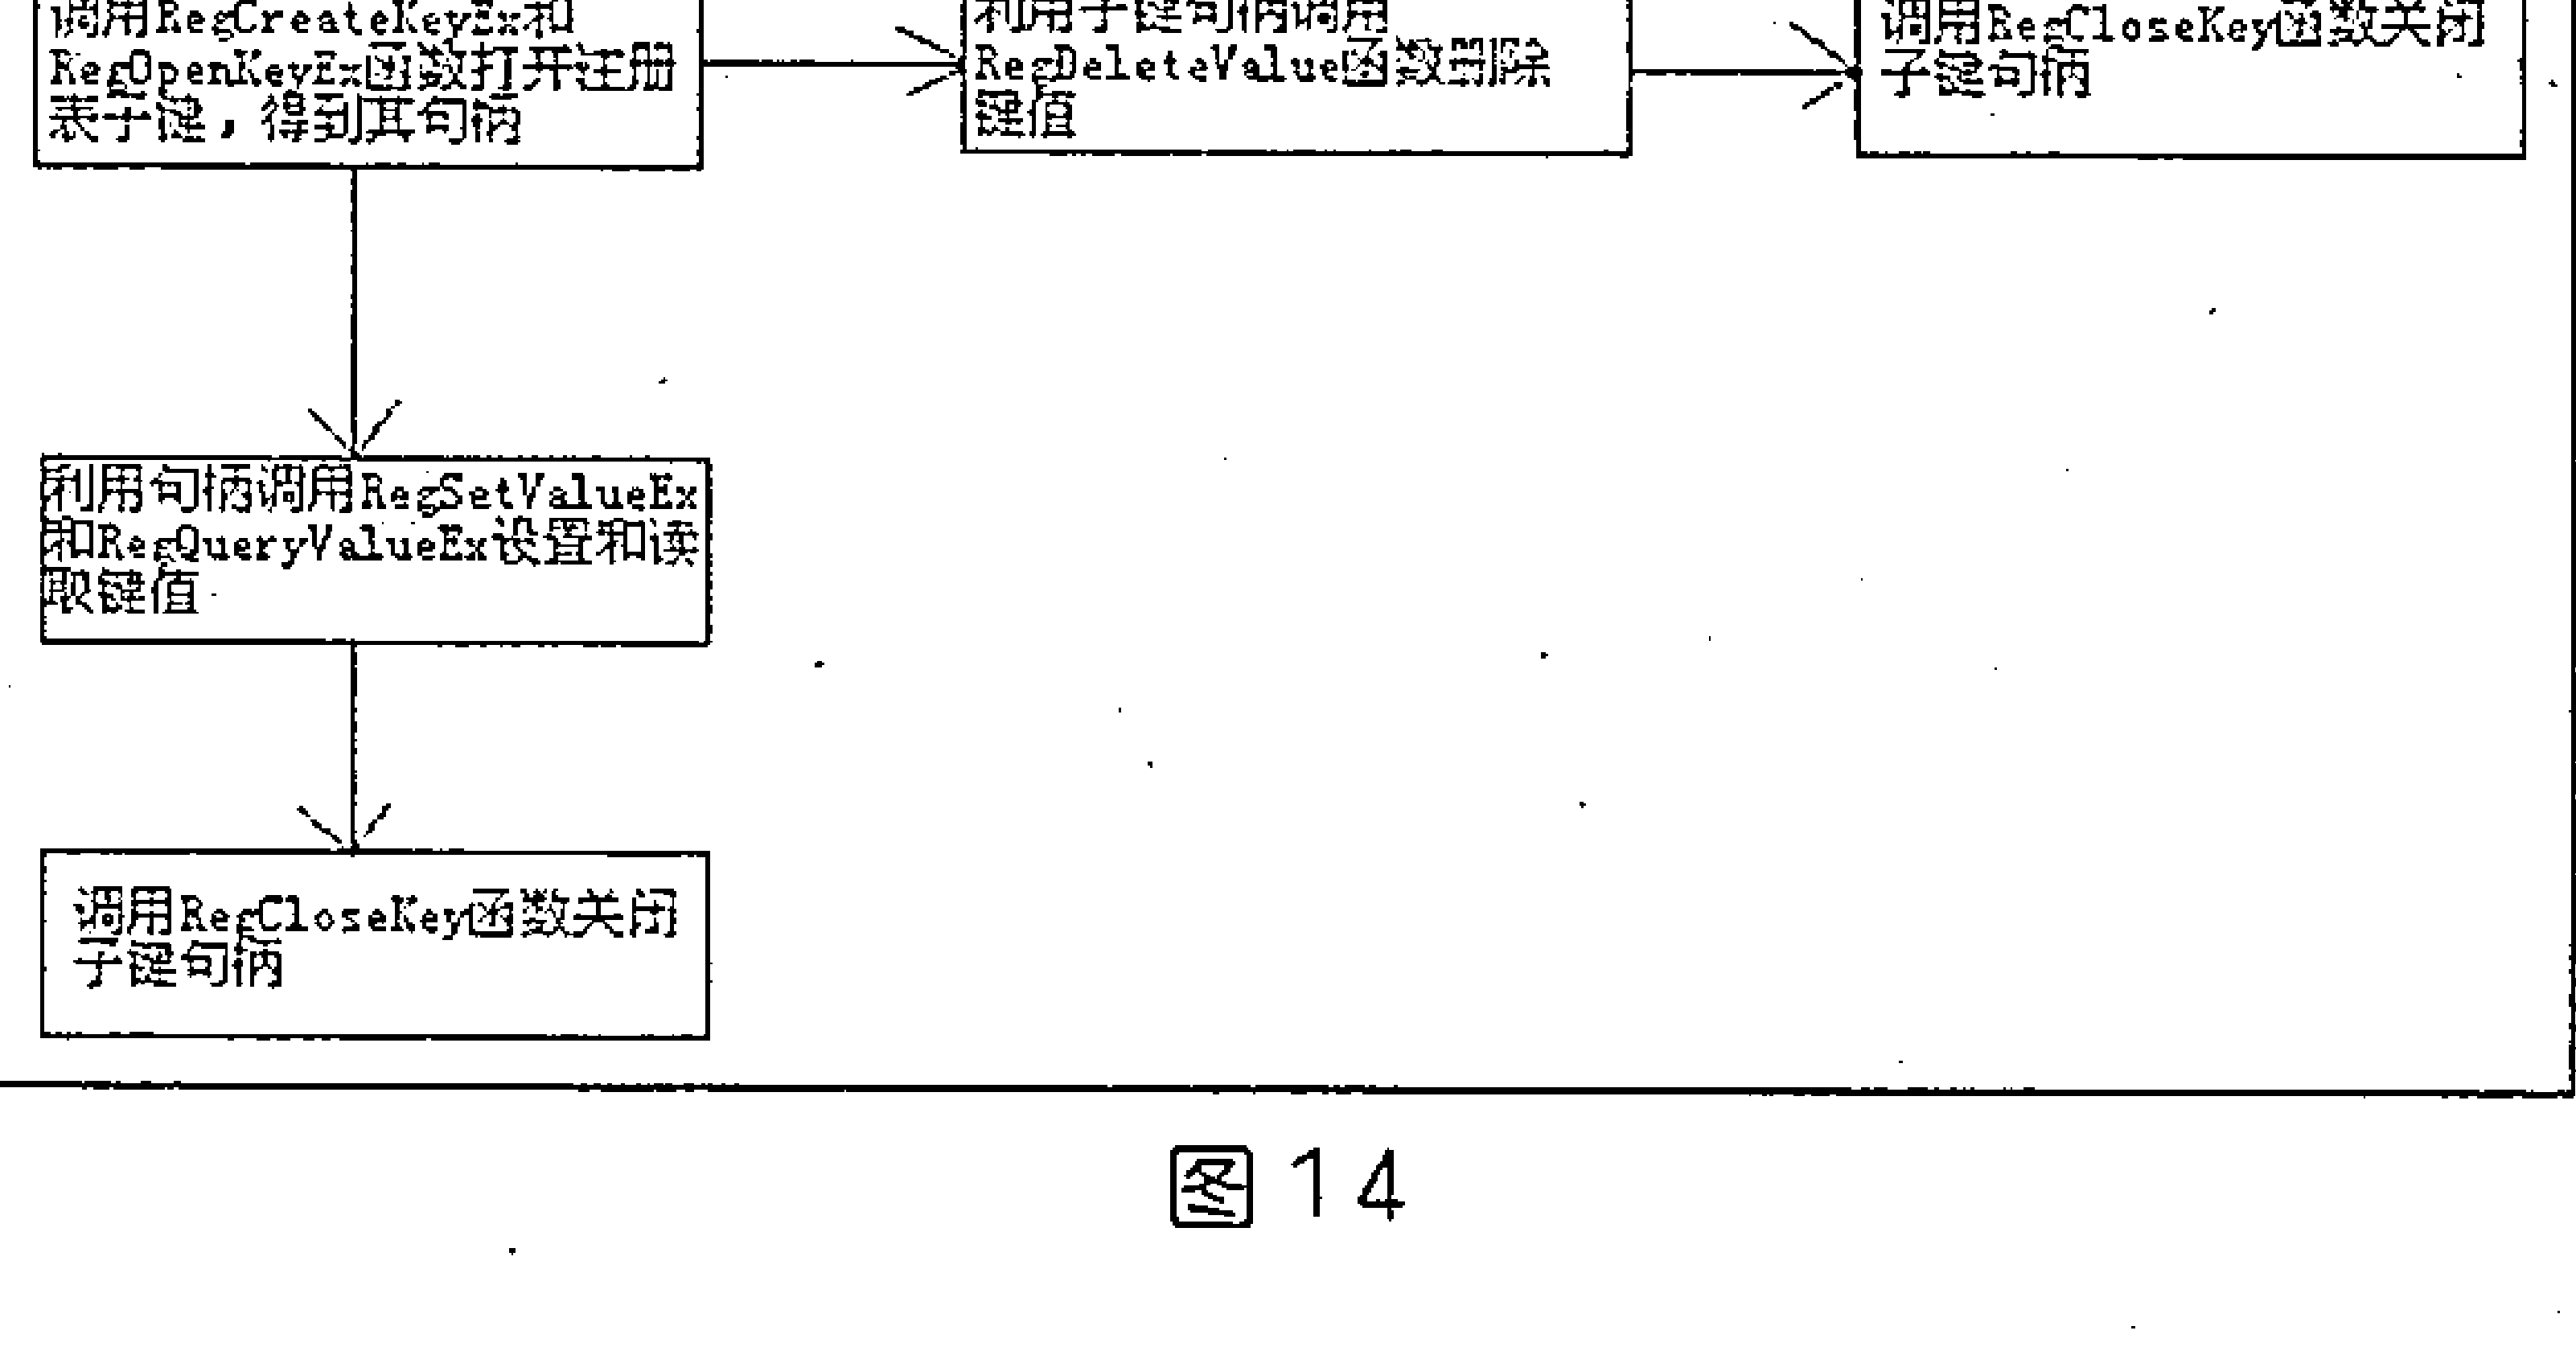 调用RegCreateKeyEx和
RegOpenKeyEx函数打开注册
表子键，得到其句柄
利用子键句柄调用
RegDeleteValue函数删除
键值
调用RegCloseKey函数关闭
子键句柄
利用句柄调用RegSetValueEx
和RegQueryValueEx设置和读
取键值
调用RegCloseKey函数关闭
子键句柄
图14